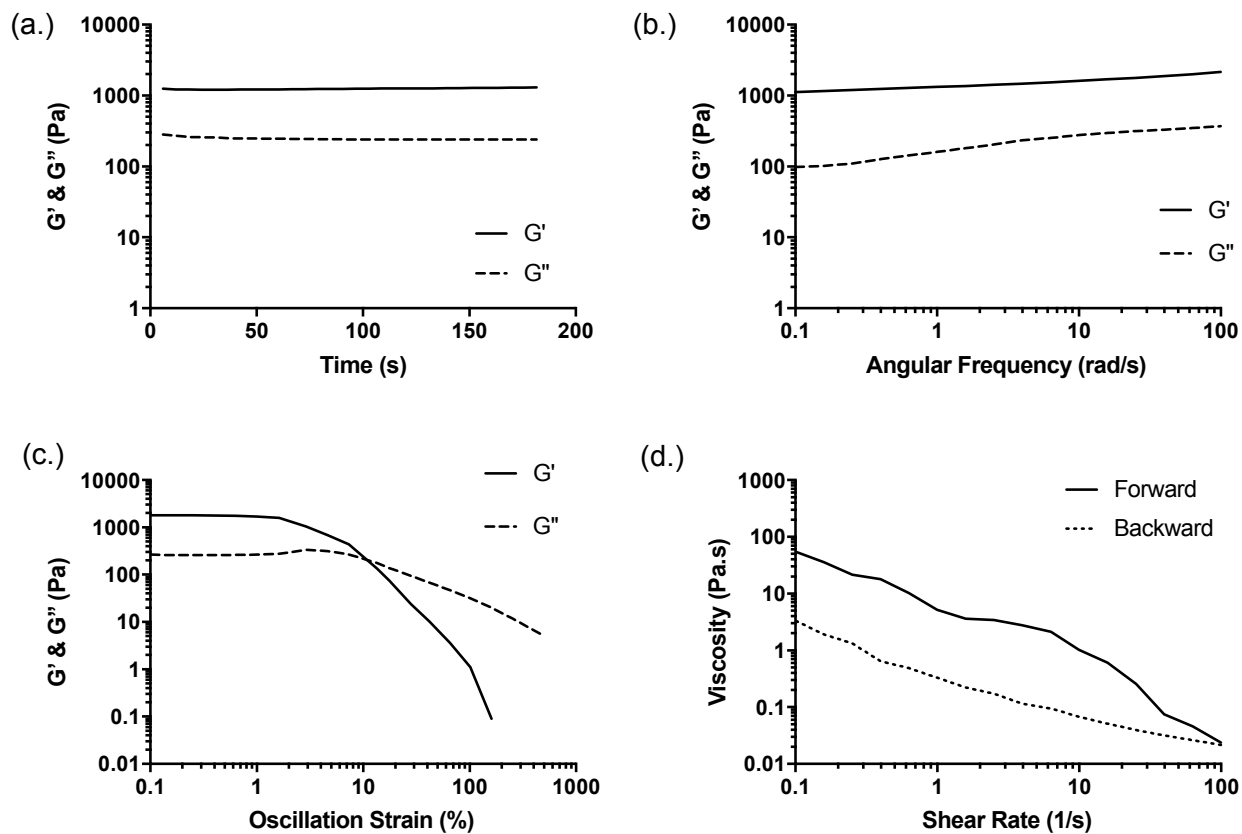 (a.)
10000
1000
100
10
1
G' & G'' (Pa)
0
50
100
150
200
Time (s)
G'
G"
(b.)
10000
1000
100
10
1
G' & G'' (Pa)
0.1
1
10
100
Angular Frequency (rad/s)
G'
G"
(c.)
10000
1000
100
10
1
0.1
0.01
G' & G'' (Pa)
0.1
1
10
100
1000
Oscillation Strain (%)
G'
G"
(d.)
1000
100
10
1
0.1
0.01
Viscosity (Pa.s)
0.1
1
10
100
Shear Rate (1/s)
Forward
Backward